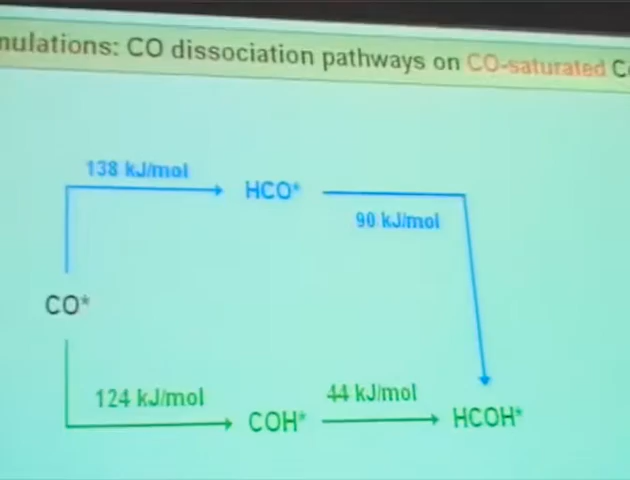 CO dissociation pathways on CO-saturated
138 kJ/mol
HCO*
90 kJ/mol
CO*
124 kJ/mol
44 kJ/mol
COH*
HCOH*